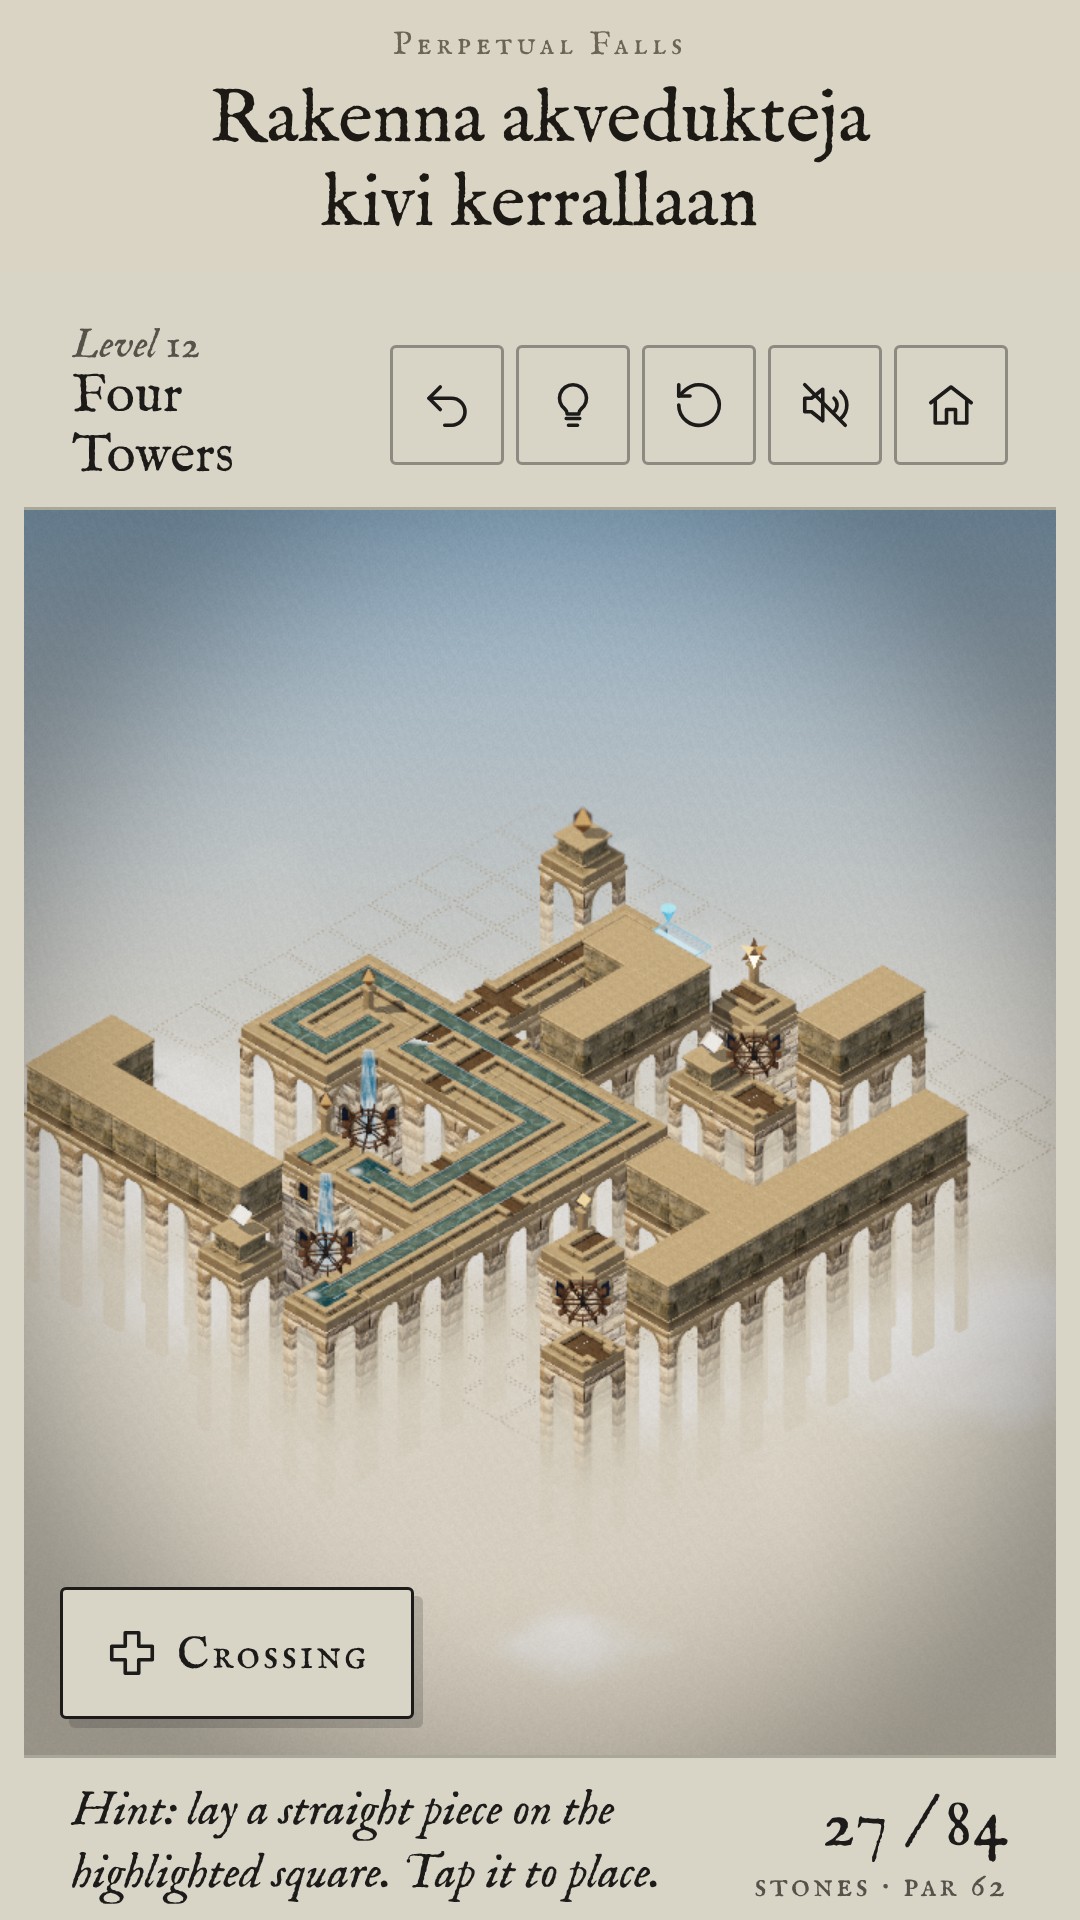 Perpetual Falls
Rakenna akvedukteja
kivi kerrallaan
Level 12
Four
Towers
Crossing
Hint: lay a straight piece on the
highlighted square. Tap it to place.
27 / 84
STONES · PAR 62